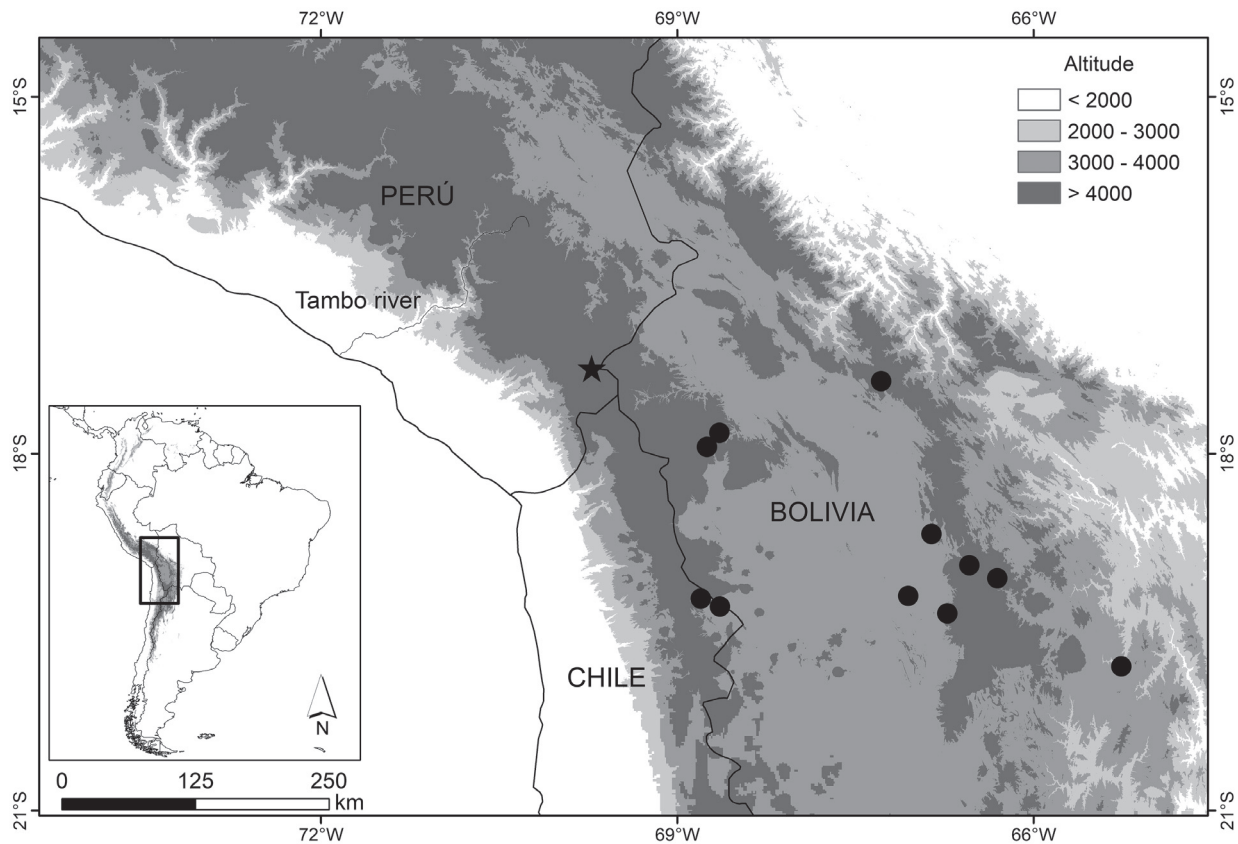 72°W
69°W
66°W
15°S
15°S
Altitude
< 2000
2000 - 3000
3000 - 4000
> 4000
PERÚ
Tambo river
18°S
18°S
BOLIVIA
CHILE
N
0 125 250
km
21°S
21°S
72°W
69°W
66°W